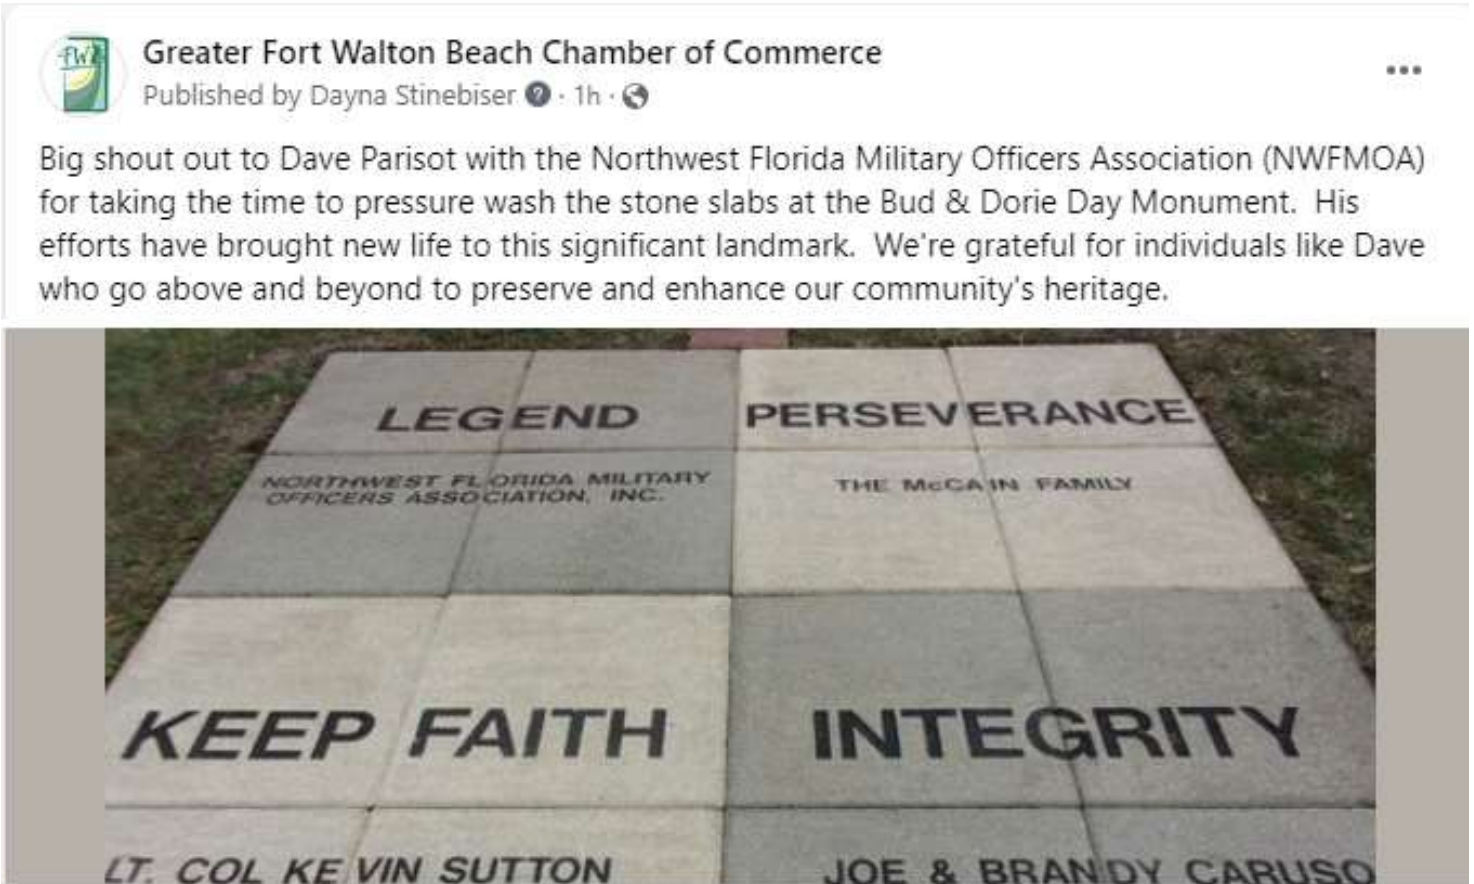 FWB
Greater Fort Walton Beach Chamber of Commerce
Published by Dayna Stinebiser · 1h ·
Big shout out to Dave Parisot with the Northwest Florida Military Officers Association (NWFMOA)
for taking the time to pressure wash the stone slabs at the Bud & Dorie Day Monument. His
efforts have brought new life to this significant landmark. We're grateful for individuals like Dave
who go above and beyond to preserve and enhance our community's heritage.
LEGEND PERSEVERANCE
NORTHWEST FLORIDA MILITARY
OFFICERS ASSOCIATION, INC.
THE McCAIN FAMILY
KEEP FAITH INTEGRITY
LT. COL KEVIN SUTTON JOE & BRANDY CARUSO